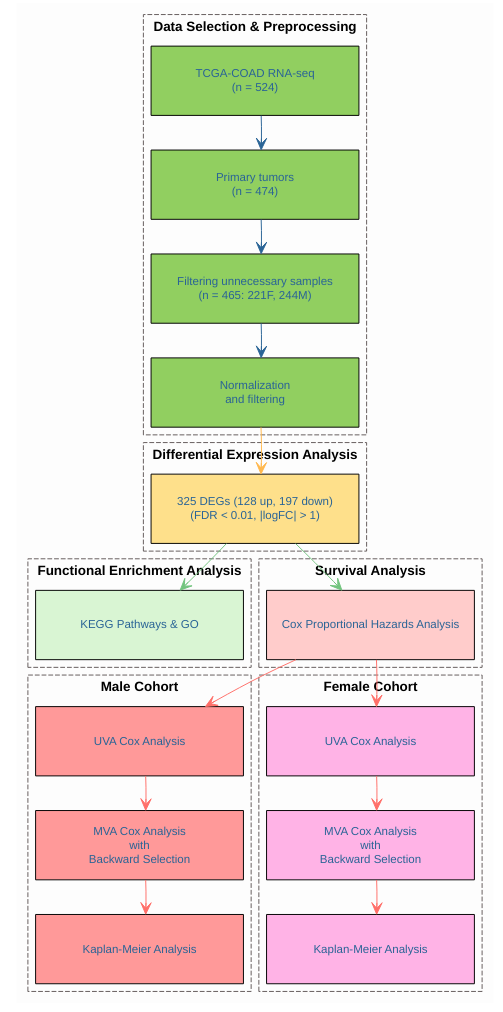 Data Selection & Preprocessing
TCGA-COAD RNA-seq
(n = 524)
Primary tumors
(n = 474)
Filtering unnecessary samples
(n = 465: 221F, 244M)
Normalization
and filtering
Differential Expression Analysis
325 DEGs (128 up, 197 down)
(FDR < 0.01, |logFC| > 1)
Functional Enrichment Analysis
KEGG Pathways & GO
Survival Analysis
Cox Proportional Hazards Analysis
Male Cohort
UVA Cox Analysis
MVA Cox Analysis
with
Backward Selection
Kaplan-Meier Analysis
Female Cohort
UVA Cox Analysis
MVA Cox Analysis
with
Backward Selection
Kaplan-Meier Analysis